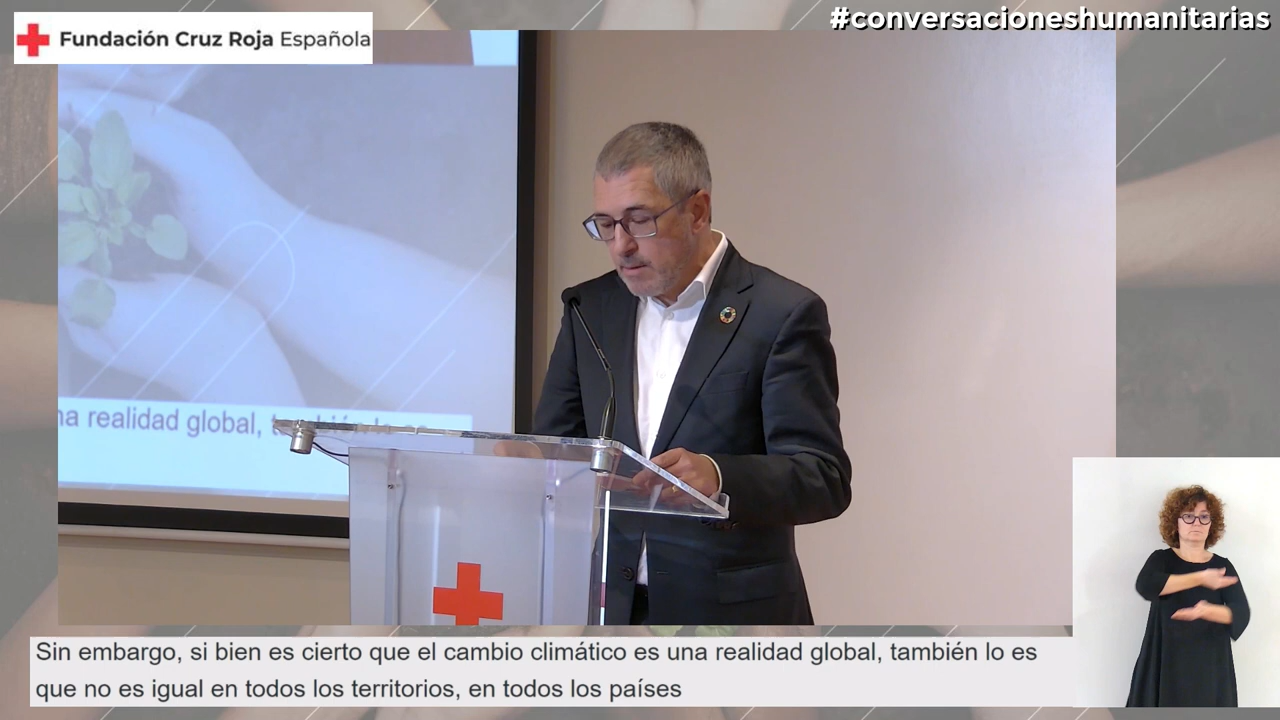 #conversacioneshumanitarias
Fundación Cruz Roja Española
na realidad global,
Sin embargo, si bien es cierto que el cambio climático es una realidad global, también lo es
que no es igual en todos los territorios, en todos los países